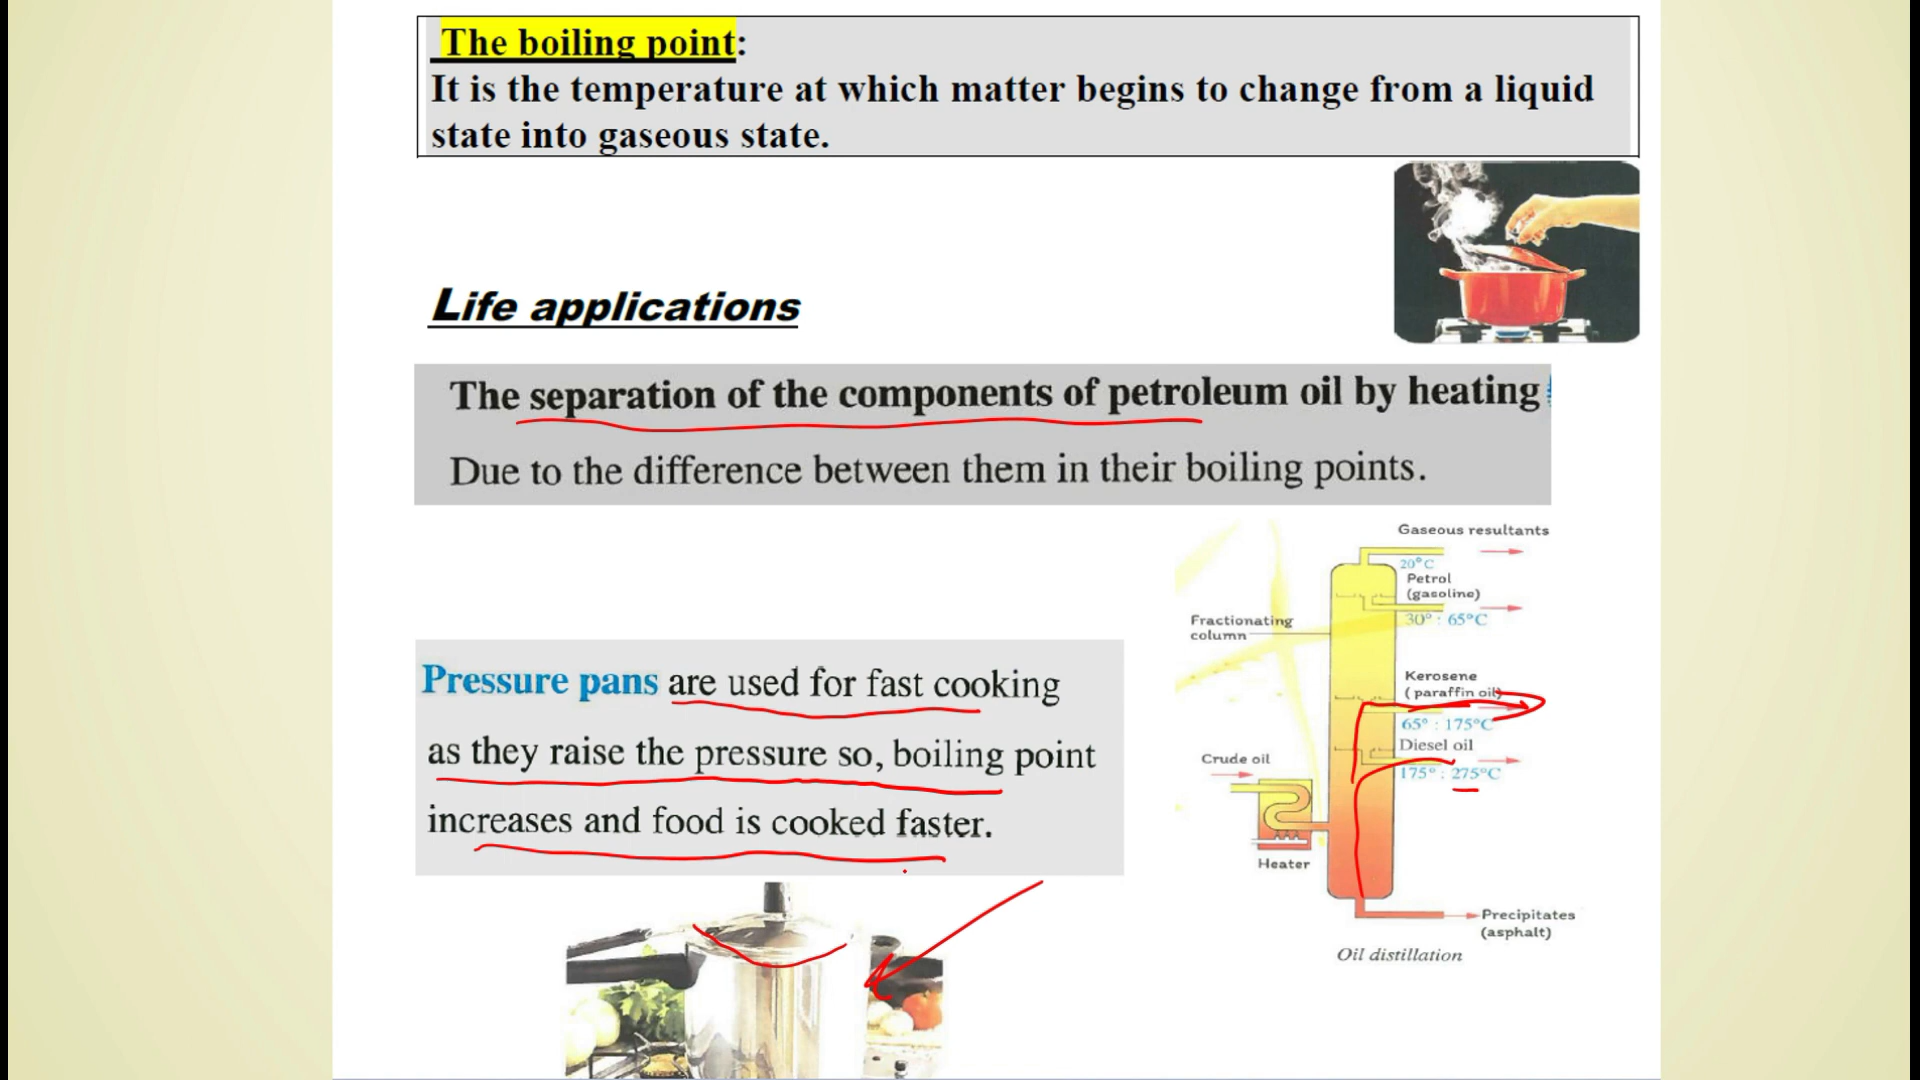 The boiling point:
It is the temperature at which matter begins to change from a liquid
state into gaseous state.
Life applications
The separation of the components of petroleum oil by heating
Due to the difference between them in their boiling points.
Pressure pans are used for fast cooking
as they raise the pressure so, boiling point
increases and food is cooked faster.
Gaseous resultants
20°C
Petrol
(gasoline)
30° : 65°C
Fractionating
column
Kerosene
( paraffin oil)
65° : 175°C
Diesel oil
175° : 275°C
Crude oil
Heater
Precipitates
(asphalt)
Oil distillation